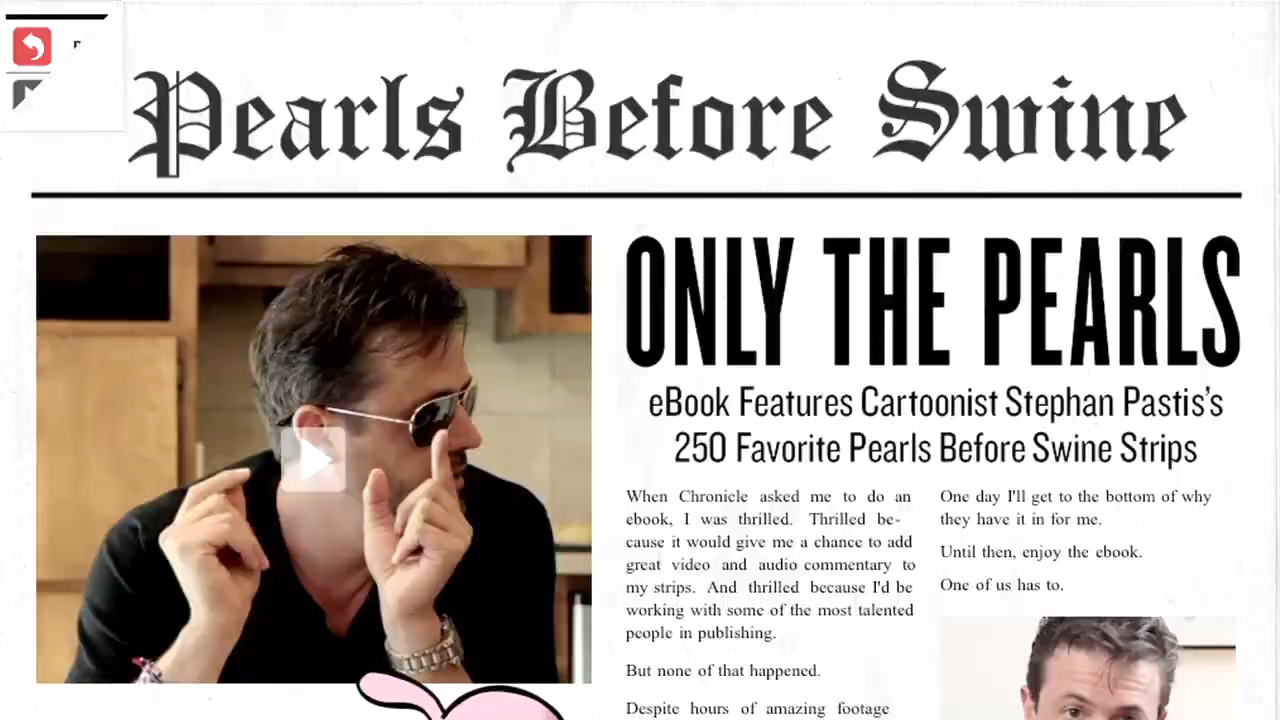 Pearls Before Swine
ONLY THE PEARLS
eBook Features Cartoonist Stephan Pastis's
250 Favorite Pearls Before Swine Strips
When Chronicle asked me to do an
ebook, I was thrilled. Thrilled be-
cause it would give me a chance to add
great video and audio commentary to
my strips. And thrilled because I'd be
working with some of the most talented
people in publishing.
But none of that happened.
Despite hours of amazing footage
One day I'll get to the bottom of why
they have it in for me.
Until then, enjoy the ebook.
One of us has to.